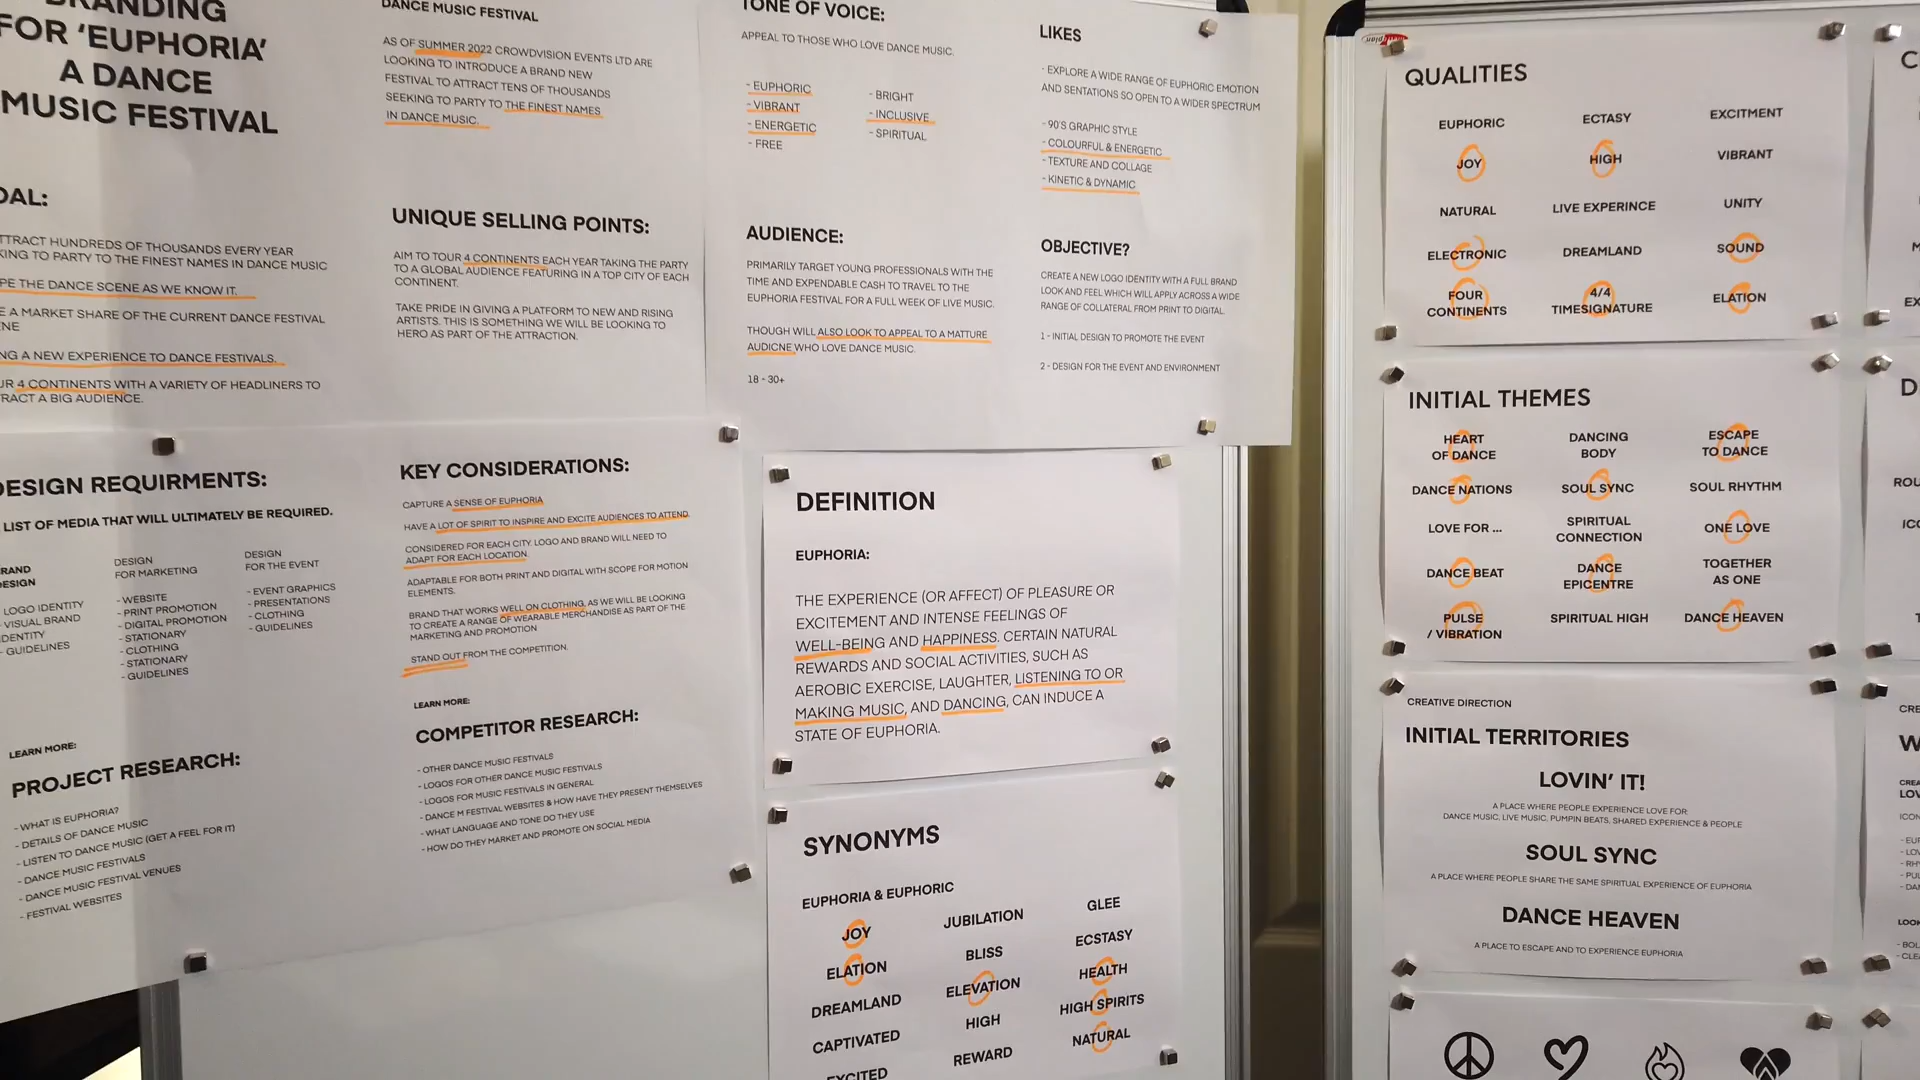 BRANDING
FOR ‘EUPHORIA’
A DANCE
MUSIC FESTIVAL
DANCE MUSIC FESTIVAL
AS OF SUMMER 2022 CROWDVISION EVENTS LTD ARE
LOOKING TO INTRODUCE A BRAND NEW
FESTIVAL TO ATTRACT TENS OF THOUSANDS
SEEKING TO PARTY TO THE FINEST NAMES
IN DANCE MUSIC.
OAL:
TTRACT HUNDREDS OF THOUSANDS EVERY YEAR
KING TO PARTY TO THE FINEST NAMES IN DANCE MUSIC
PE THE DANCE SCENE AS WE KNOW IT.
E A MARKET SHARE OF THE CURRENT DANCE FESTIVAL
ENE
NG A NEW EXPERIENCE TO DANCE FESTIVALS.
UR 4 CONTINENTS WITH A VARIETY OF HEADLINERS TO
TRACT A BIG AUDIENCE.
UNIQUE SELLING POINTS:
AIM TO TOUR 4 CONTINENTS EACH YEAR TAKING THE PARTY
TO A GLOBAL AUDIENCE FEATURING IN A TOP CITY OF EACH
CONTINENT.
TAKE PRIDE IN GIVING A PLATFORM TO NEW AND RISING
ARTISTS. THIS IS SOMETHING WE WILL BE LOOKING TO
HERO AS PART OF THE ATTRACTION.
TONE OF VOICE:
APPEAL TO THOSE WHO LOVE DANCE MUSIC.
- EUPHORIC
- VIBRANT
- ENERGETIC
- FREE
- BRIGHT
- INCLUSIVE
- SPIRITUAL
LIKES
- EXPLORE A WIDE RANGE OF EUPHORIC EMOTION
AND SENTATIONS SO OPEN TO A WIDER SPECTRUM
- 90'S GRAPHIC STYLE
- COLOURFUL & ENERGETIC
- TEXTURE AND COLLAGE
- KINETIC & DYNAMIC
AUDIENCE:
PRIMARILY TARGET YOUNG PROFESSIONALS WITH THE
TIME AND EXPENDABLE CASH TO TRAVEL TO THE
EUPHORIA FESTIVAL FOR A FULL WEEK OF LIVE MUSIC.
THOUGH WILL ALSO LOOK TO APPEAL TO A MATTURE
AUDICNE WHO LOVE DANCE MUSIC.
18 - 30+
OBJECTIVE?
CREATE A NEW LOGO IDENTITY WITH A FULL BRAND
LOOK AND FEEL WHICH WILL APPLY ACROSS A WIDE
RANGE OF COLLATERAL FROM PRINT TO DIGITAL.
1 - INITIAL DESIGN TO PROMOTE THE EVENT
2 - DESIGN FOR THE EVENT AND ENVIRONMENT
DESIGN REQUIRMENTS:
LIST OF MEDIA THAT WILL ULTIMATELY BE REQUIRED.
RAND
ESIGN
LOGO IDENTITY
- VISUAL BRAND
DENTITY
- GUIDELINES
DESIGN
FOR MARKETING
- WEBSITE
- PRINT PROMOTION
- DIGITAL PROMOTION
- STATIONARY
- CLOTHING
- STATIONARY
- GUIDELINES
DESIGN
FOR THE EVENT
- EVENT GRAPHICS
- PRESENTATIONS
- CLOTHING
- GUIDELINES
KEY CONSIDERATIONS:
CAPTURE A SENSE OF EUPHORIA
HAVE A LOT OF SPIRIT TO INSPIRE AND EXCITE AUDIENCES TO ATTEND.
CONSIDERED FOR EACH CITY. LOGO AND BRAND WILL NEED TO
ADAPT FOR EACH LOCATION.
ADAPTABLE FOR BOTH PRINT AND DIGITAL WITH SCOPE FOR MOTION
ELEMENTS.
BRAND THAT WORKS WELL ON CLOTHING, AS WE WILL BE LOOKING
TO CREATE A RANGE OF WEARABLE MERCHANDISE AS PART OF THE
MARKETING AND PROMOTION
STAND OUT FROM THE COMPETITION.
LEARN MORE:
PROJECT RESEARCH:
- WHAT IS EUPHORIA?
- DETAILS OF DANCE MUSIC
- LISTEN TO DANCE MUSIC (GET A FEEL FOR IT)
- DANCE MUSIC FESTIVALS
- DANCE MUSIC FESTIVAL VENUES
- FESTIVAL WEBSITES
LEARN MORE:
COMPETITOR RESEARCH:
- OTHER DANCE MUSIC FESTIVALS
- LOGOS FOR OTHER DANCE MUSIC FESTIVALS
- LOGOS FOR MUSIC FESTIVALS IN GENERAL
- DANCE M FESTIVAL WEBSITES & HOW HAVE THEY PRESENT THEMSELVES
- WHAT LANGUAGE AND TONE DO THEY USE
- HOW DO THEY MARKET AND PROMOTE ON SOCIAL MEDIA
DEFINITION
EUPHORIA:
THE EXPERIENCE (OR AFFECT) OF PLEASURE OR
EXCITEMENT AND INTENSE FEELINGS OF
WELL-BEING AND HAPPINESS. CERTAIN NATURAL
REWARDS AND SOCIAL ACTIVITIES, SUCH AS
AEROBIC EXERCISE, LAUGHTER, LISTENING TO OR
MAKING MUSIC, AND DANCING, CAN INDUCE A
STATE OF EUPHORIA.
SYNONYMS
EUPHORIA & EUPHORIC
JOY
ELATION
DREAMLAND
CAPTIVATED
EXCITED
JUBILATION
BLISS
ELEVATION
HIGH
REWARD
GLEE
ECSTASY
HEALTH
HIGH SPIRITS
NATURAL
QUALITIES
EUPHORIC ECTASY EXCITMENT
JOY HIGH VIBRANT
NATURAL LIVE EXPERINCE UNITY
ELECTRONIC DREAMLAND SOUND
FOUR
CONTINENTS
4/4
TIMESIGNATURE
ELATION
INITIAL THEMES
HEART
OF DANCE
DANCING
BODY
ESCAPE
TO DANCE
DANCE NATIONS SOUL SYNC SOUL RHYTHM
LOVE FOR ...
SPIRITUAL
CONNECTION
ONE LOVE
DANCE BEAT
DANCE
EPICENTRE
TOGETHER
AS ONE
PULSE
/ VIBRATION
SPIRITUAL HIGH
DANCE HEAVEN
CREATIVE DIRECTION
INITIAL TERRITORIES
LOVIN' IT!
A PLACE WHERE PEOPLE EXPERIENCE LOVE FOR:
DANCE MUSIC, LIVE MUSIC, PUMPIN BEATS, SHARED EXPERIENCE & PEOPLE
SOUL SYNC
A PLACE WHERE PEOPLE SHARE THE SAME SPIRITUAL EXPERIENCE OF EUPHORIA
DANCE HEAVEN
A PLACE TO ESCAPE AND TO EXPERIENCE EUPHORIA